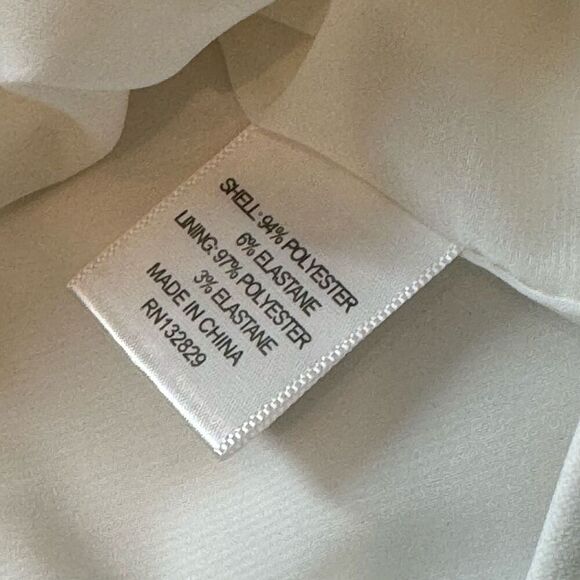 SHELL: 94% POLYESTER
6% ELASTANE
LINING: 97% POLYESTER
3% ELASTANE
MADE IN CHINA
RN132829